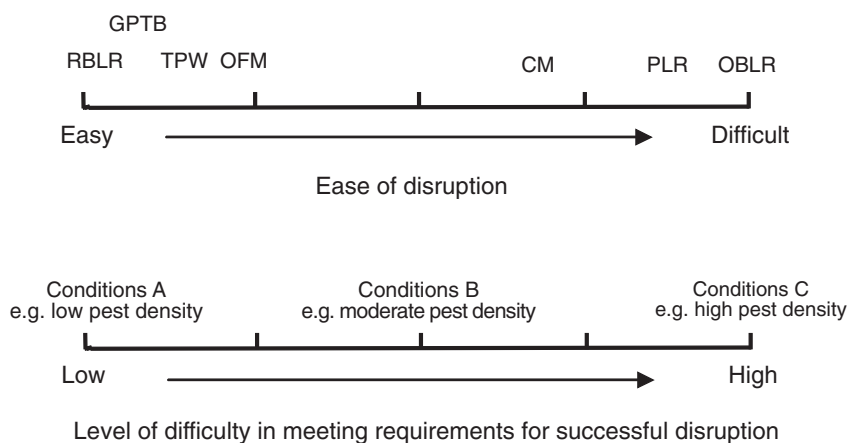 GPTB
RBLR TPW OFM CM PLR OBLR
Easy Difficult
Ease of disruption
Conditions A Conditions B Conditions C
e.g. low pest density e.g. moderate pest density e.g. high pest density
Low High
Level of difficulty in meeting requirements for successful disruption